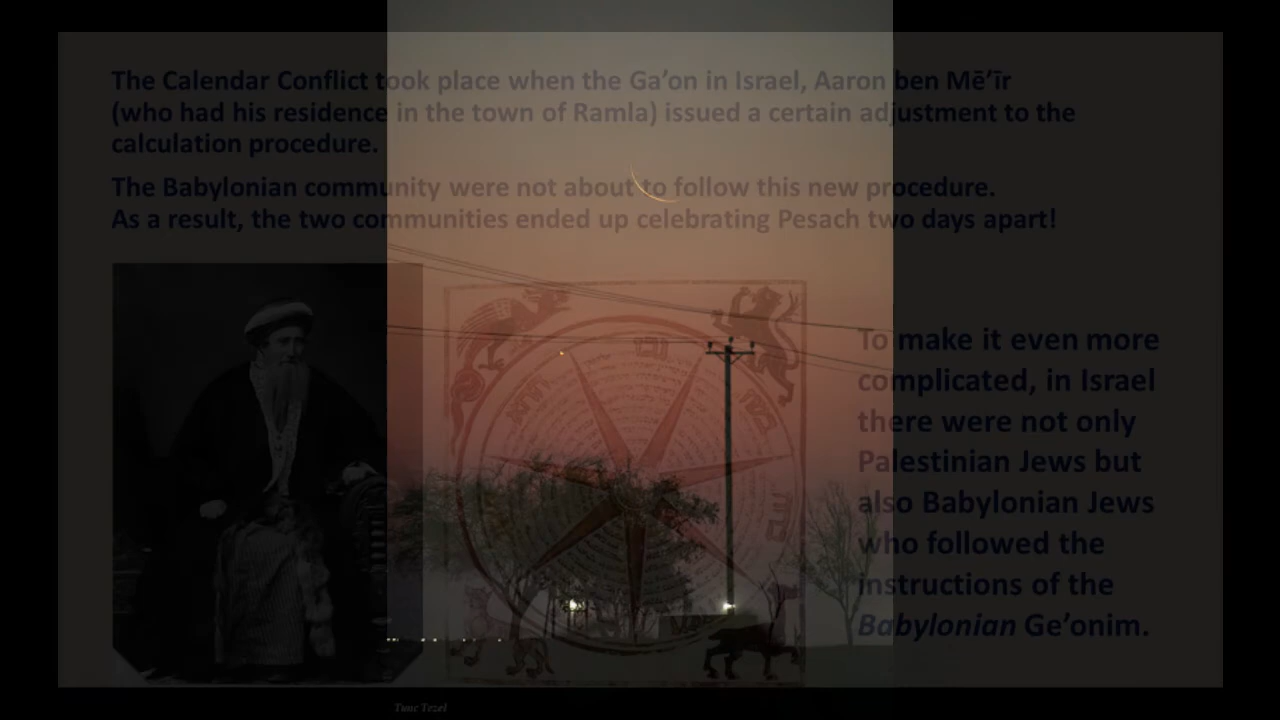 The Calendar Conflict took place when the Ga’on in Israel, Aaron ben Mē’īr
(who had his residence in the town of Ramla) issued a certain adjustment to the
calculation procedure.
The Babylonian community were not about to follow this new procedure.
As a result, the two communities ended up celebrating Pesach two days apart!
To make it even more
complicated, in Israel
there were not only
Palestinian Jews but
also Babylonian Jews
who followed the
instructions of the
Babylonian Ge’onim.
Tunc Tezel